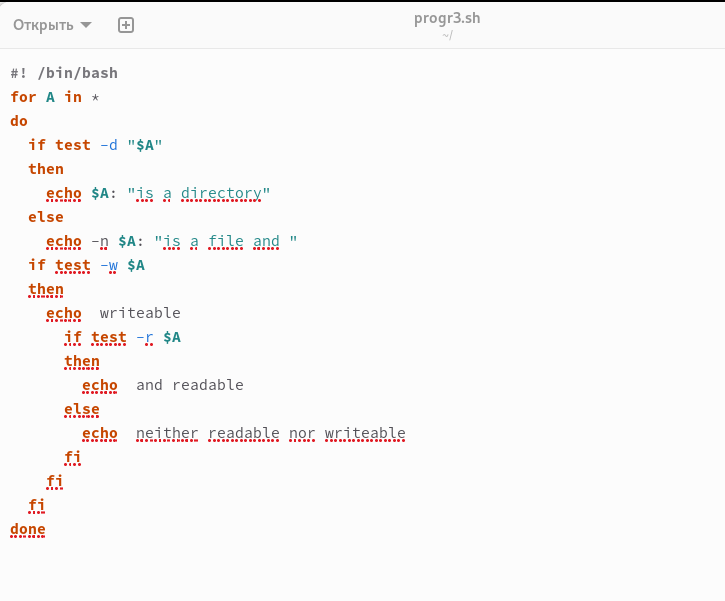 Открыть
progr3.sh
~/
#! /bin/bash
for A in *
do
  if test -d "$A"
  then
    echo $A: "is a directory"
  else
    echo -n $A: "is a file and "
  if test -w $A
  then
    echo  writeable
      if test -r $A
      then
        echo  and readable
      else
        echo  neither readable nor writeable
      fi
    fi
  fi
done